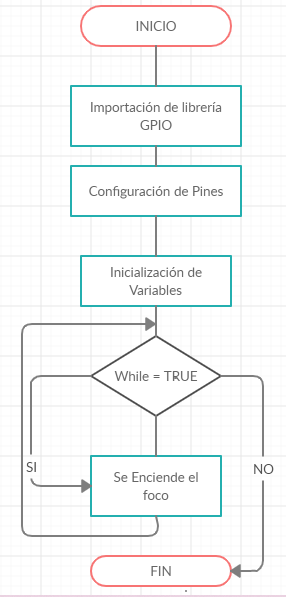 INICIO
Importación de librería
GPIO
Configuración de Pines
Inicialización de
Variables
While = TRUE
SI
Se Enciende el
foco
NO
FIN